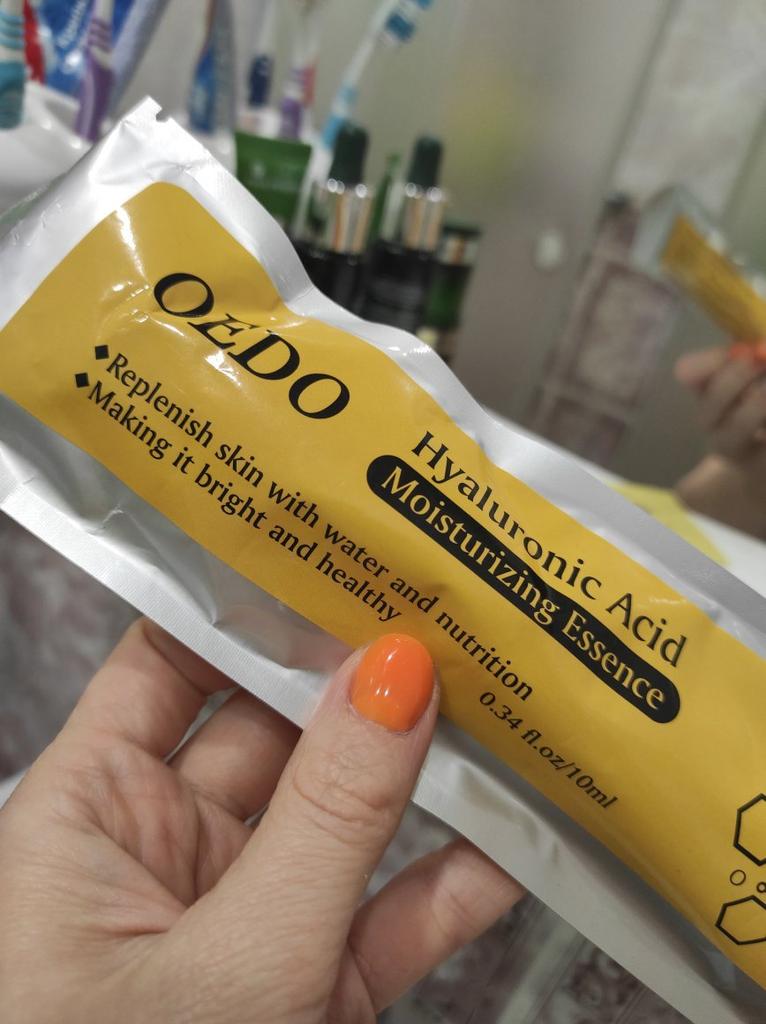 OEDO
◆Replenish skin with water and nutrition
◆Making it bright and healthy
Hyaluronic Acid
Moisturizing Essence
0.34 fl.oz/10ml
O